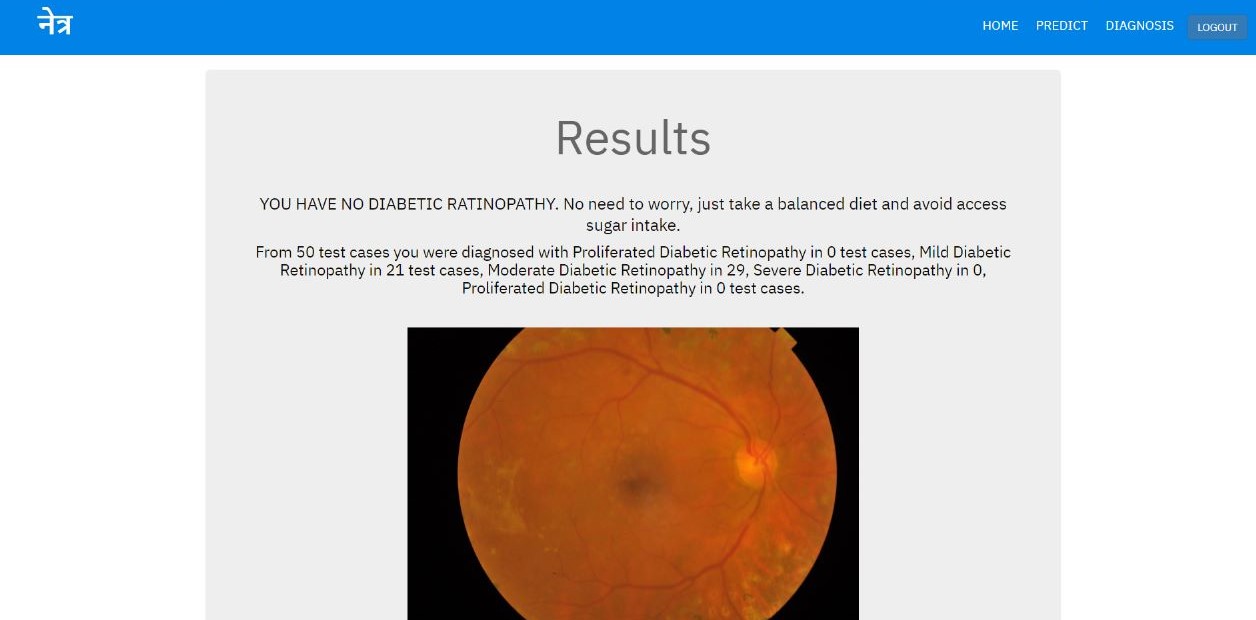 नेत्र
HOME PREDICT DIAGNOSIS LOGOUT
Results
YOU HAVE NO DIABETIC RATINOPATHY. No need to worry, just take a balanced diet and avoid access
sugar intake.
From 50 test cases you were diagnosed with Proliferated Diabetic Retinopathy in 0 test cases, Mild Diabetic
Retinopathy in 21 test cases, Moderate Diabetic Retinopathy in 29, Severe Diabetic Retinopathy in 0,
Proliferated Diabetic Retinopathy in 0 test cases.